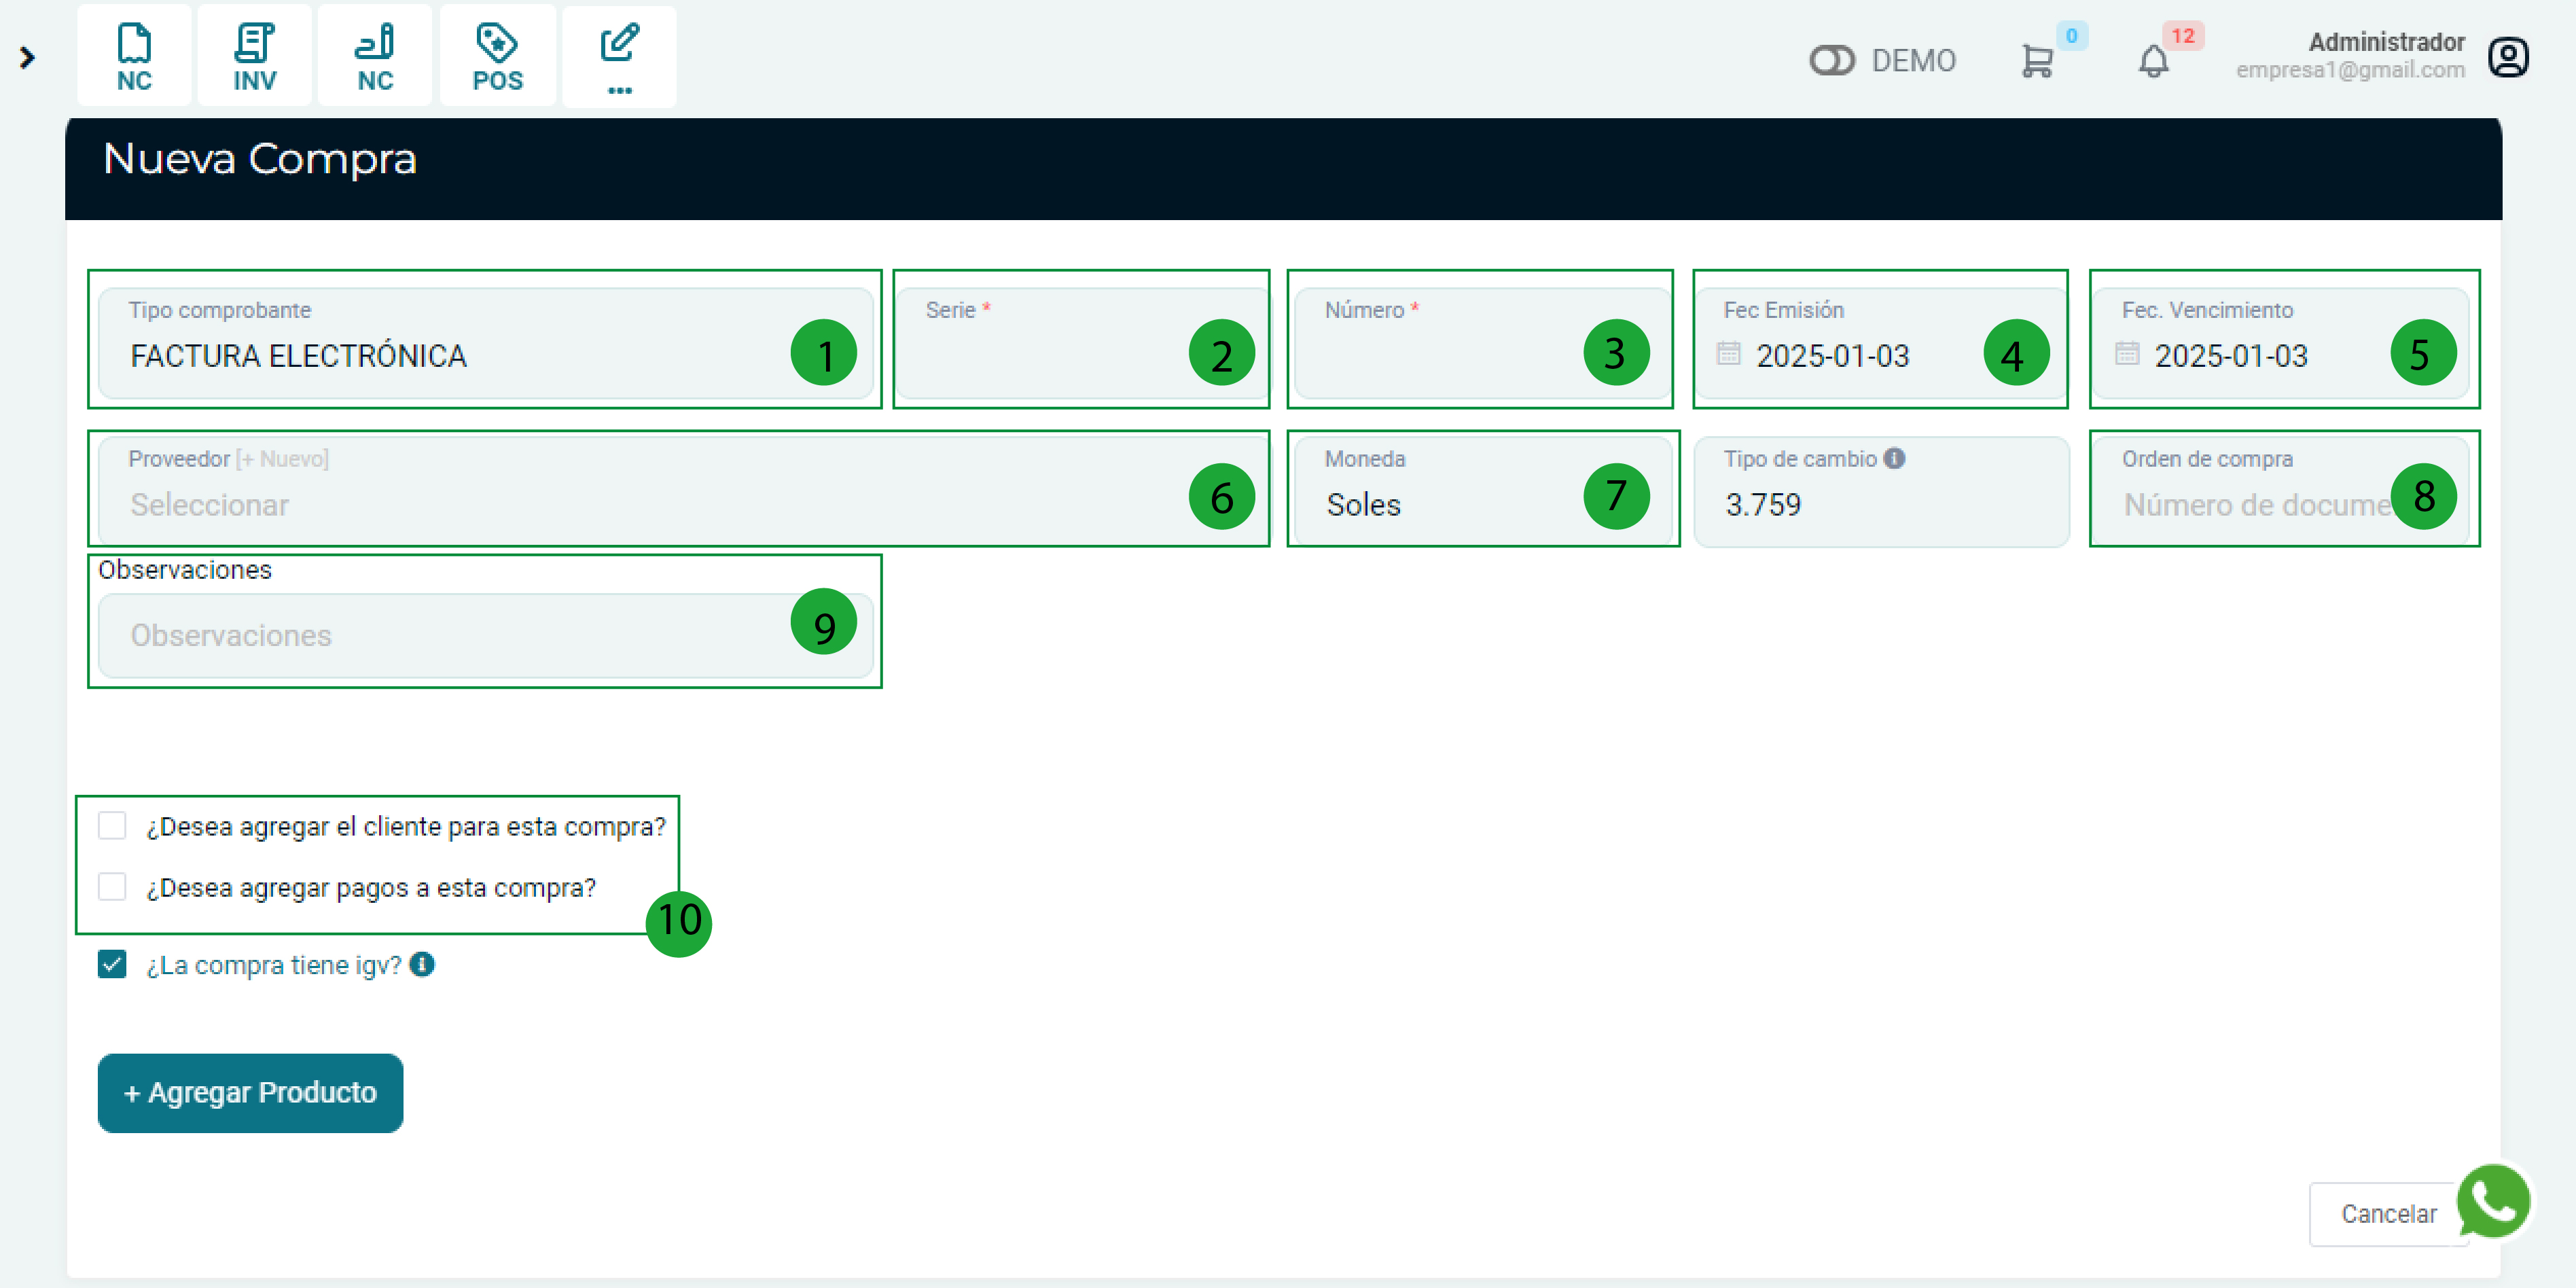 NC
INV
NC
POS
...
DEMO
0
12
Administrador
empresa1@gmail.com
Nueva Compra
Tipo comprobante
FACTURA ELECTRÓNICA
1
Serie *
2
Número *
3
Fec Emisión
2025-01-03
4
Fec. Vencimiento
2025-01-03
5
Proveedor [+ Nuevo]
Seleccionar
6
Moneda
Soles
7
Tipo de cambio
3.759
Orden de compra
Número de docume
8
Observaciones
Observaciones
9
¿Desea agregar el cliente para esta compra?
¿Desea agregar pagos a esta compra?
10
¿La compra tiene igv?
+ Agregar Producto
Cancelar